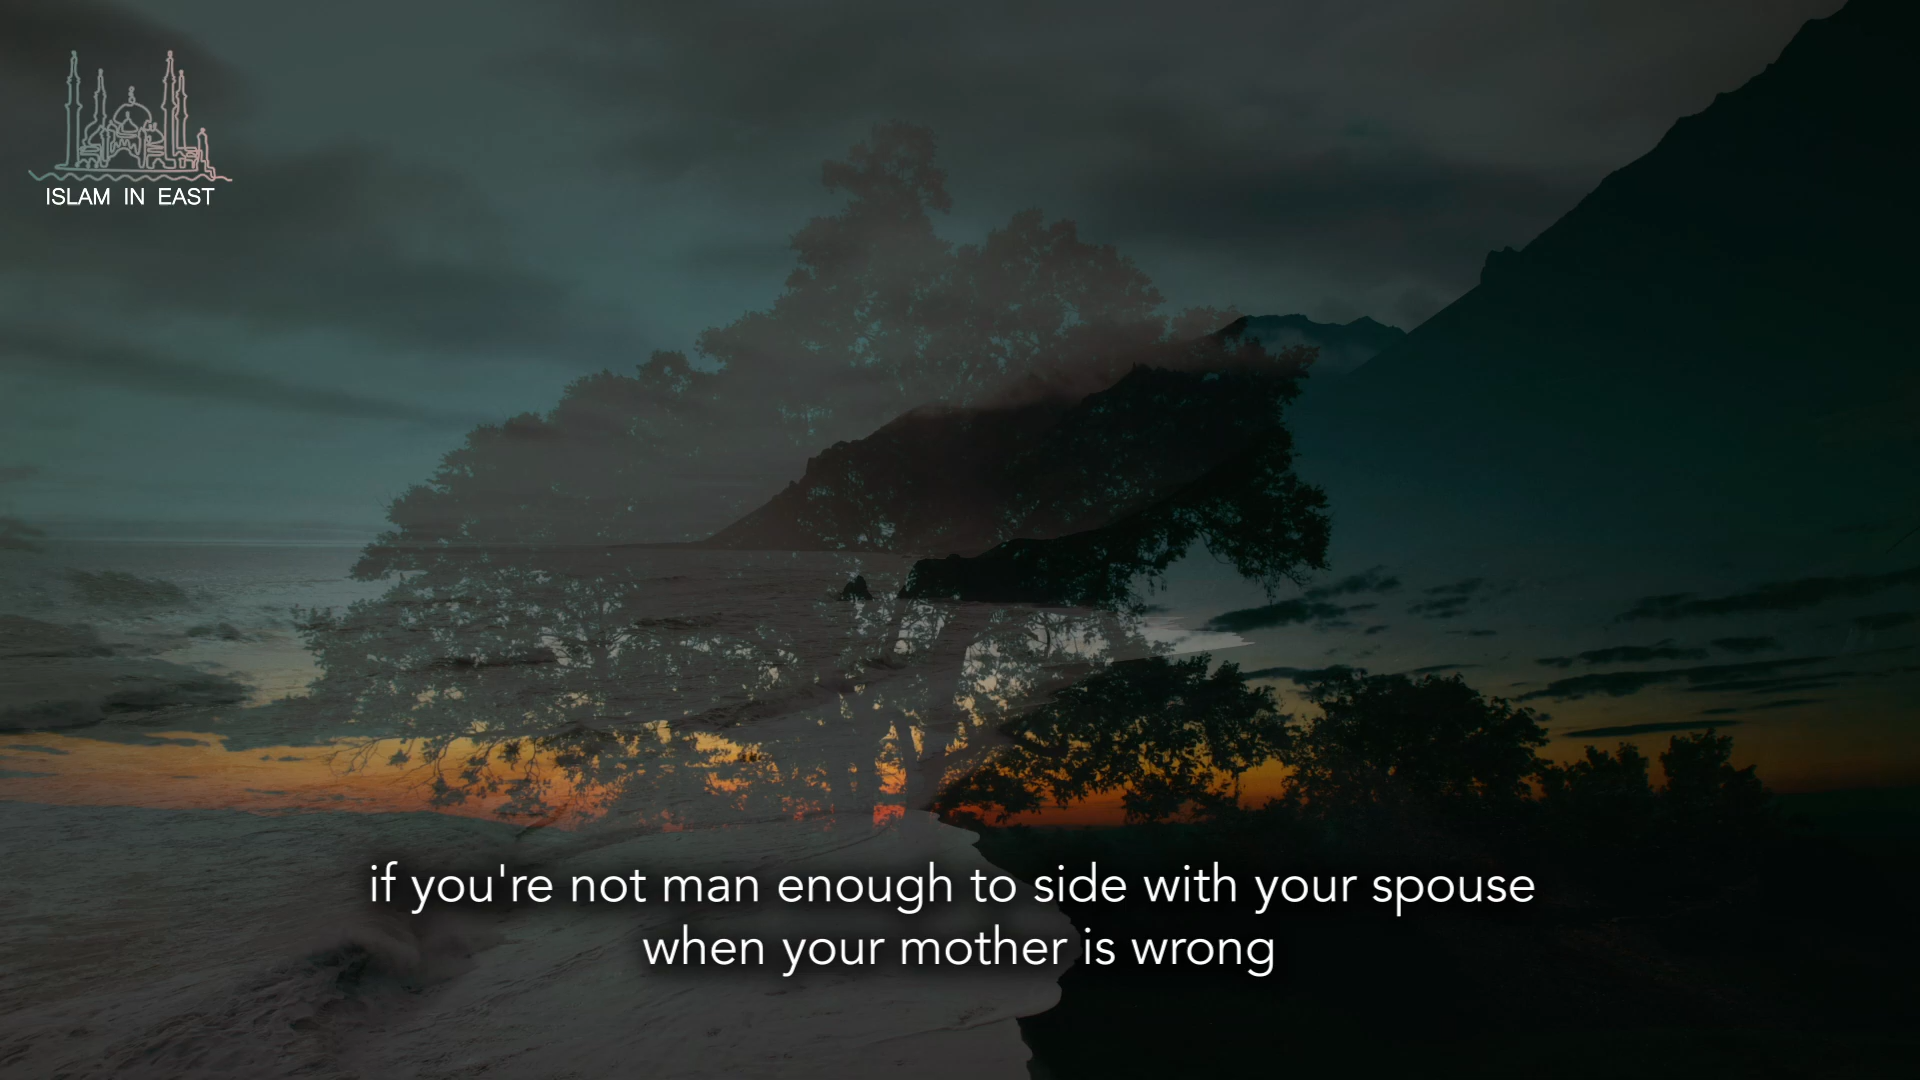 ISLAM IN EAST
if you're not man enough to side with your spouse
when your mother is wrong